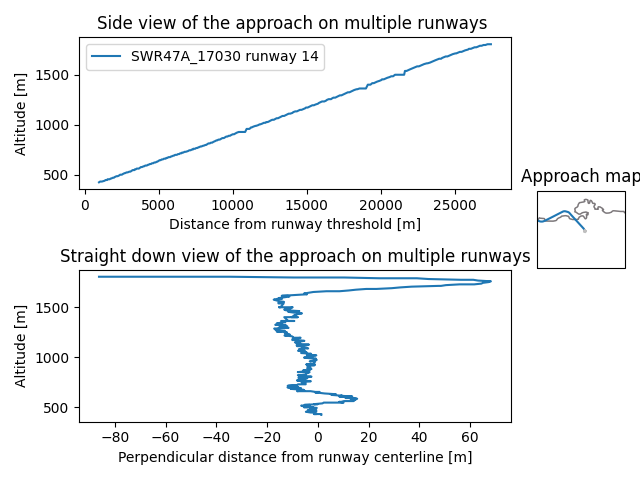 Side view of the approach on multiple runways
SWR47A_17030 runway 14
Altitude [m]
1500
1000
500
0 5000 10000 15000 20000 25000
Distance from runway threshold [m]
Approach map
Straight down view of the approach on multiple runways
Altitude [m]
1500
1000
500
−80 −60 −40 −20 0 20 40 60
Perpendicular distance from runway centerline [m]